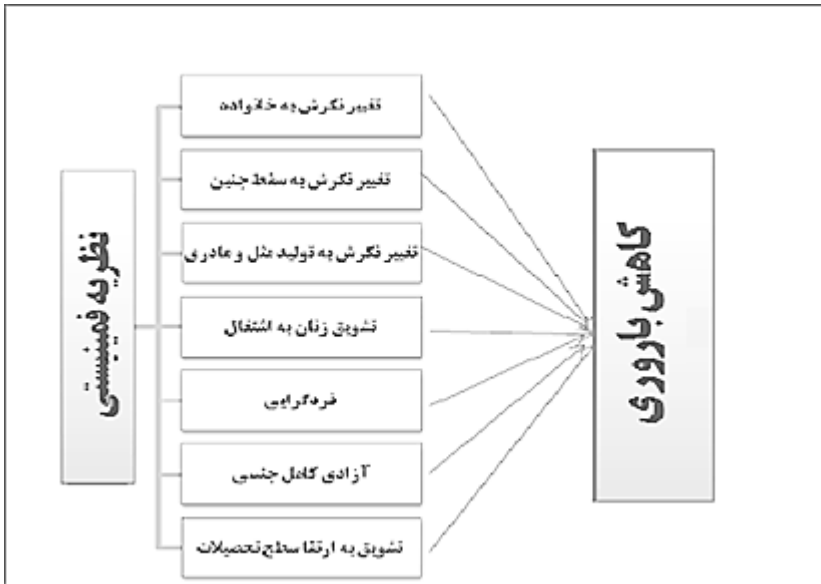 نظریه فمینیستی
تغییر نگرش به خانواده
تغییر نگرش به سقط جنین
تغییر نگرش به تولید مثل و مادری
تشویق زنان به اشتغال
فردگرایی
آزادی کامل جنسی
تشویق به ارتقا سطح تحصیلات
کاهش باروری